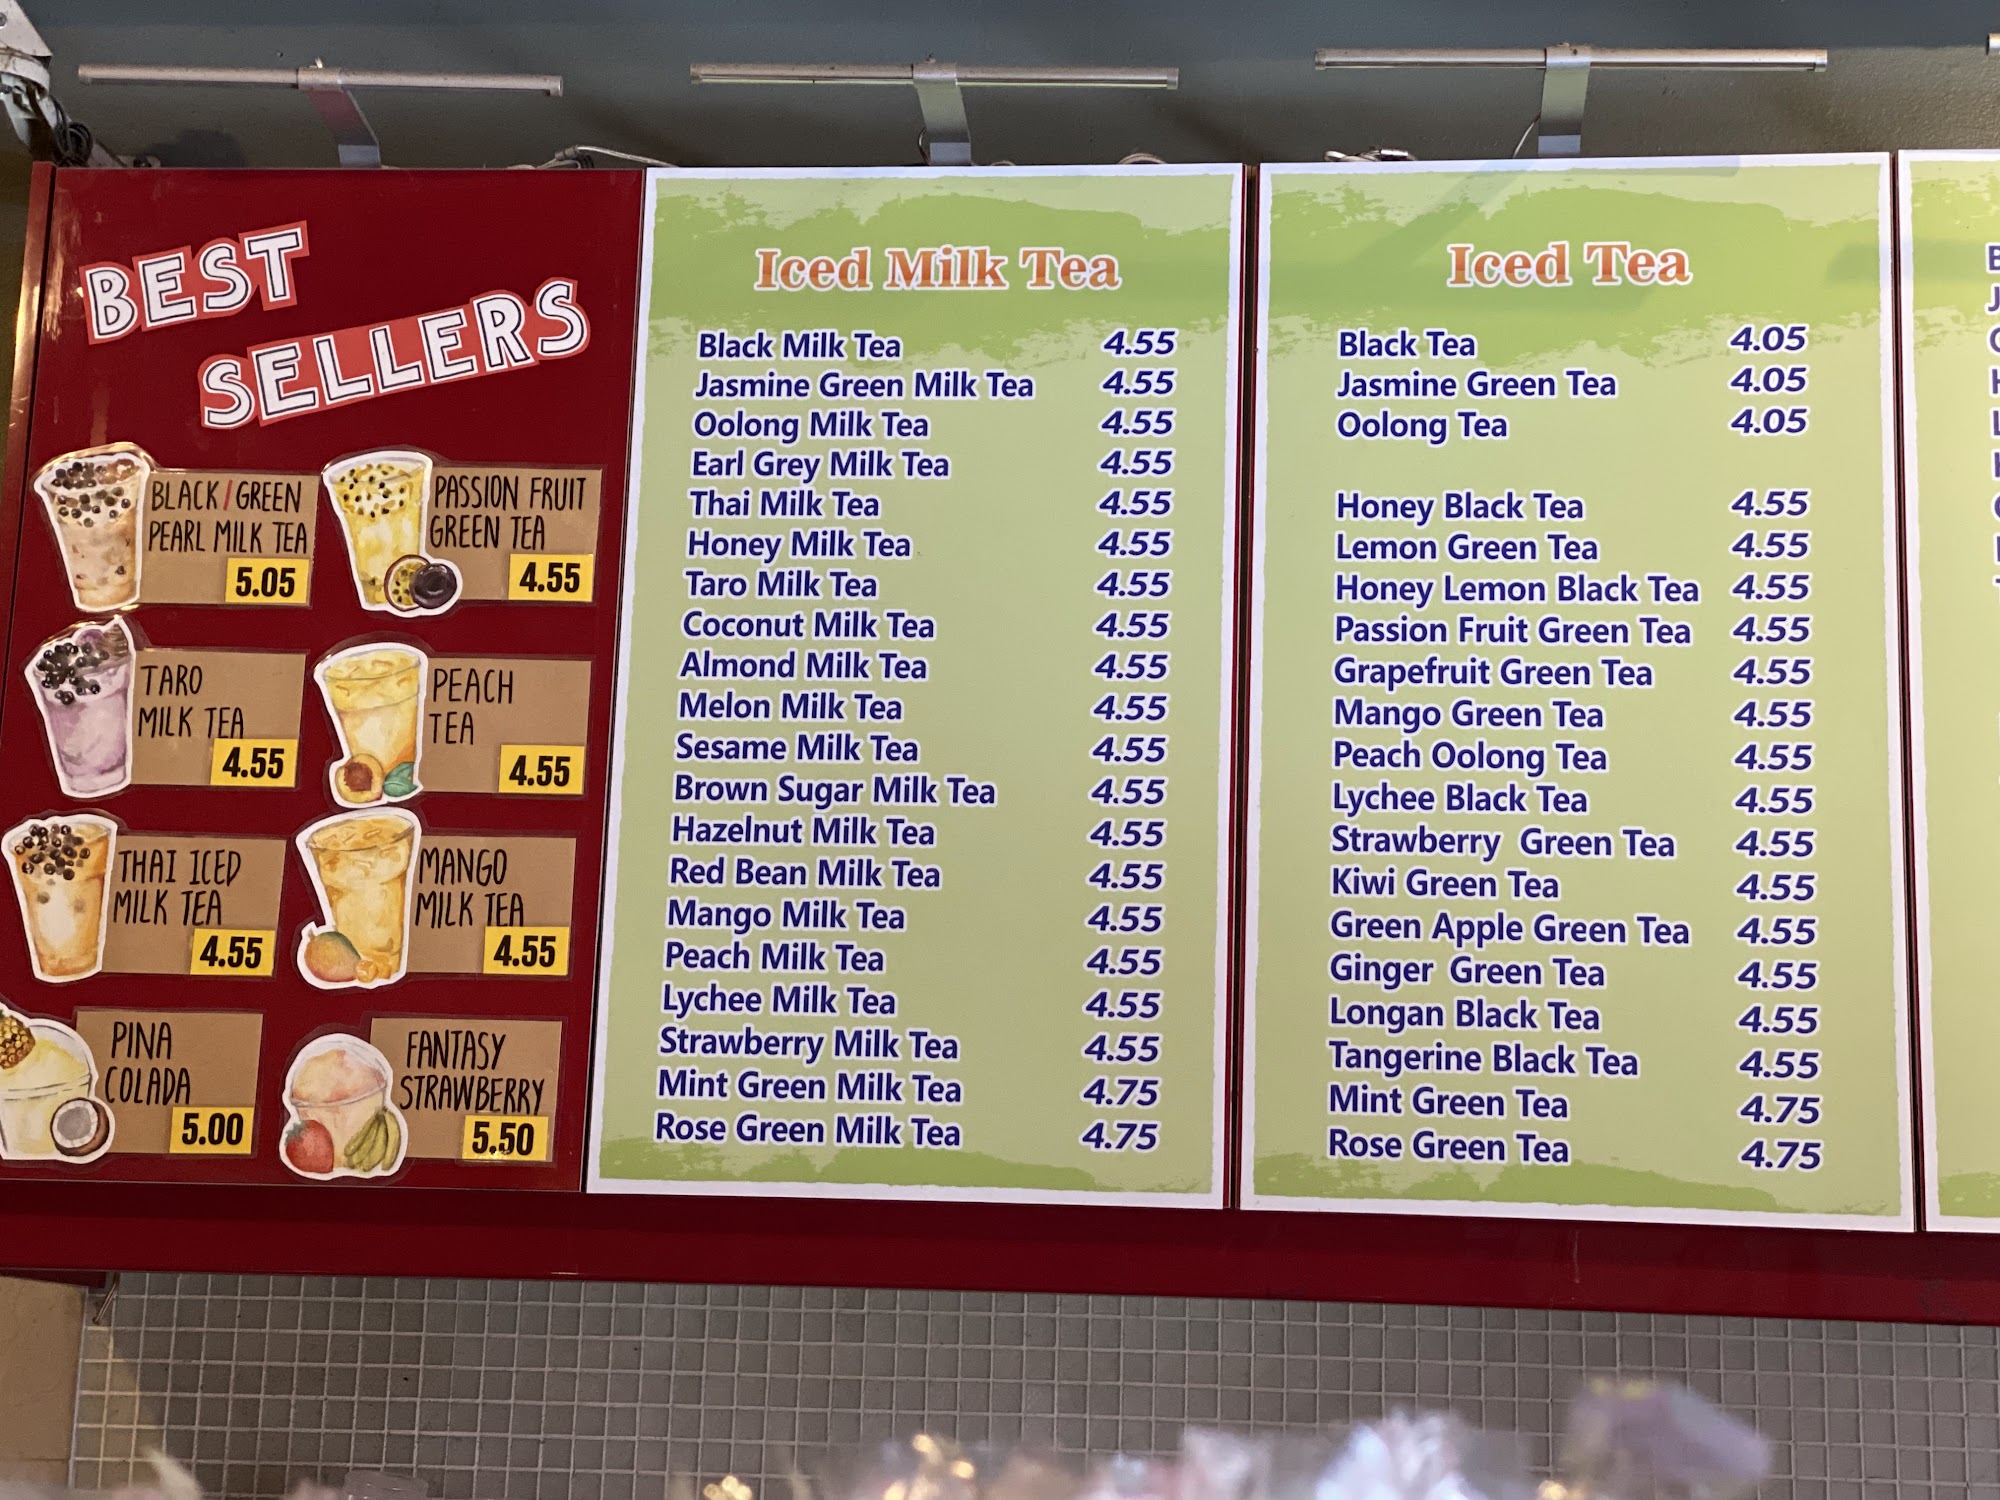 BEST
SELLERS
BLACK/GREEN
PEARL MILK TEA
5.05
PASSION FRUIT
GREEN TEA
4.55
TARO
MILK TEA
4.55
PEACH
TEA
4.55
THAI ICED
MILK TEA
4.55
MANGO
MILK TEA
4.55
PINA
COLADA
5.00
FANTASY
STRAWBERRY
5.50
Iced Milk Tea
Black Milk Tea 4.55
Jasmine Green Milk Tea 4.55
Oolong Milk Tea 4.55
Earl Grey Milk Tea 4.55
Thai Milk Tea 4.55
Honey Milk Tea 4.55
Taro Milk Tea 4.55
Coconut Milk Tea 4.55
Almond Milk Tea 4.55
Melon Milk Tea 4.55
Sesame Milk Tea 4.55
Brown Sugar Milk Tea 4.55
Hazelnut Milk Tea 4.55
Red Bean Milk Tea 4.55
Mango Milk Tea 4.55
Peach Milk Tea 4.55
Lychee Milk Tea 4.55
Strawberry Milk Tea 4.55
Mint Green Milk Tea 4.75
Rose Green Milk Tea 4.75
Iced Tea
Black Tea 4.05
Jasmine Green Tea 4.05
Oolong Tea 4.05
Honey Black Tea 4.55
Lemon Green Tea 4.55
Honey Lemon Black Tea 4.55
Passion Fruit Green Tea 4.55
Grapefruit Green Tea 4.55
Mango Green Tea 4.55
Peach Oolong Tea 4.55
Lychee Black Tea 4.55
Strawberry Green Tea 4.55
Kiwi Green Tea 4.55
Green Apple Green Tea 4.55
Ginger Green Tea 4.55
Longan Black Tea 4.55
Tangerine Black Tea 4.55
Mint Green Tea 4.75
Rose Green Tea 4.75